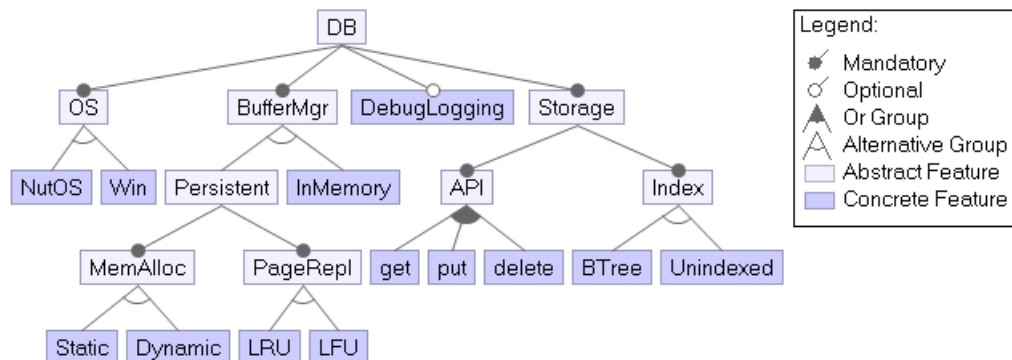 DB
OS
BufferMgr
DebugLogging
Storage
NutOS
Win
Persistent
InMemory
API
Index
MemAlloc
PageRepl
get
put
delete
BTree
Unindexed
Static
Dynamic
LRU
LFU
Legend:
Mandatory
Optional
Or Group
Alternative Group
Abstract Feature
Concrete Feature